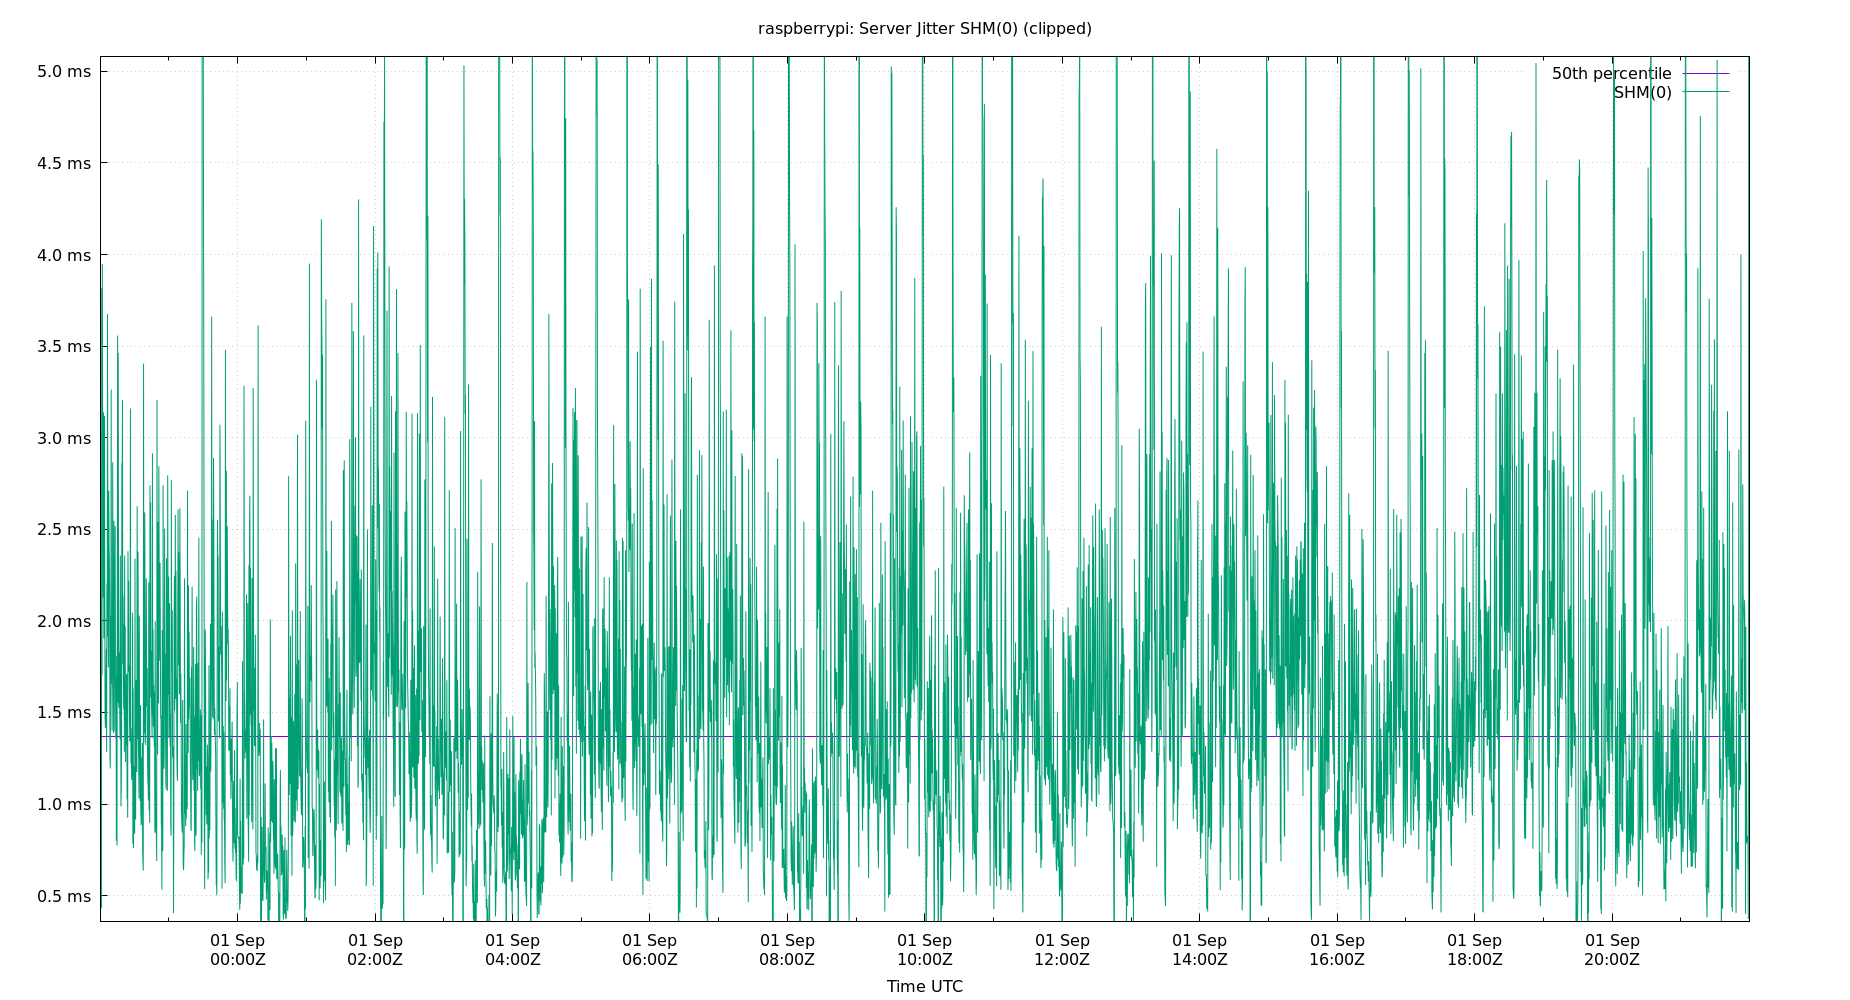 raspberrypi: Server Jitter SHM(0) (clipped)
5.0 ms
4.5 ms
4.0 ms
3.5 ms
3.0 ms
2.5 ms
2.0 ms
1.5 ms
1.0 ms
0.5 ms
50th percentile
SHM(0)
01 Sep 01 Sep 01 Sep 01 Sep 01 Sep 01 Sep 01 Sep 01 Sep 01 Sep 01 Sep 01 Sep
00:00Z 02:00Z 04:00Z 06:00Z 08:00Z 10:00Z 12:00Z 14:00Z 16:00Z 18:00Z 20:00Z
Time UTC